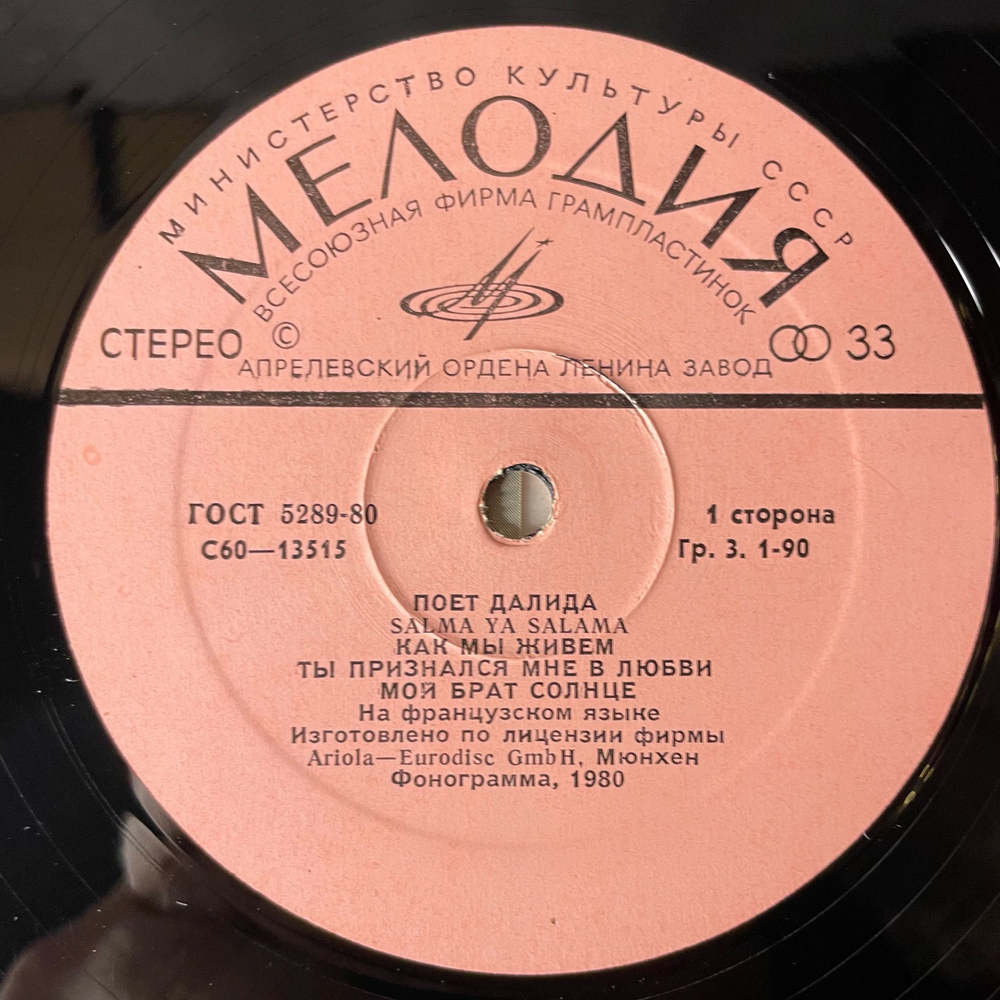 МИНИСТЕРСТВО КУЛЬТУРЫ СССР
МЕЛОДИЯ
ВСЕСОЮЗНАЯ ФИРМА ГРАМПЛАСТИНОК
СТЕРЕО © 33
АПРЕЛЕВСКИЙ ОРДЕНА ЛЕНИНА ЗАВОД
ГОСТ 5289-80 1 сторона
С60—13515 Гр. 3. 1-90
ПОЕТ ДАЛИДА
SALMA YA SALAMA
КАК МЫ ЖИВЕМ
ТЫ ПРИЗНАЛСЯ МНЕ В ЛЮБВИ
МОЙ БРАТ СОЛНЦЕ
На французском языке
Изготовлено по лицензии фирмы
Ariola—Eurodisc GmbH, Мюнхен
Фонограмма, 1980